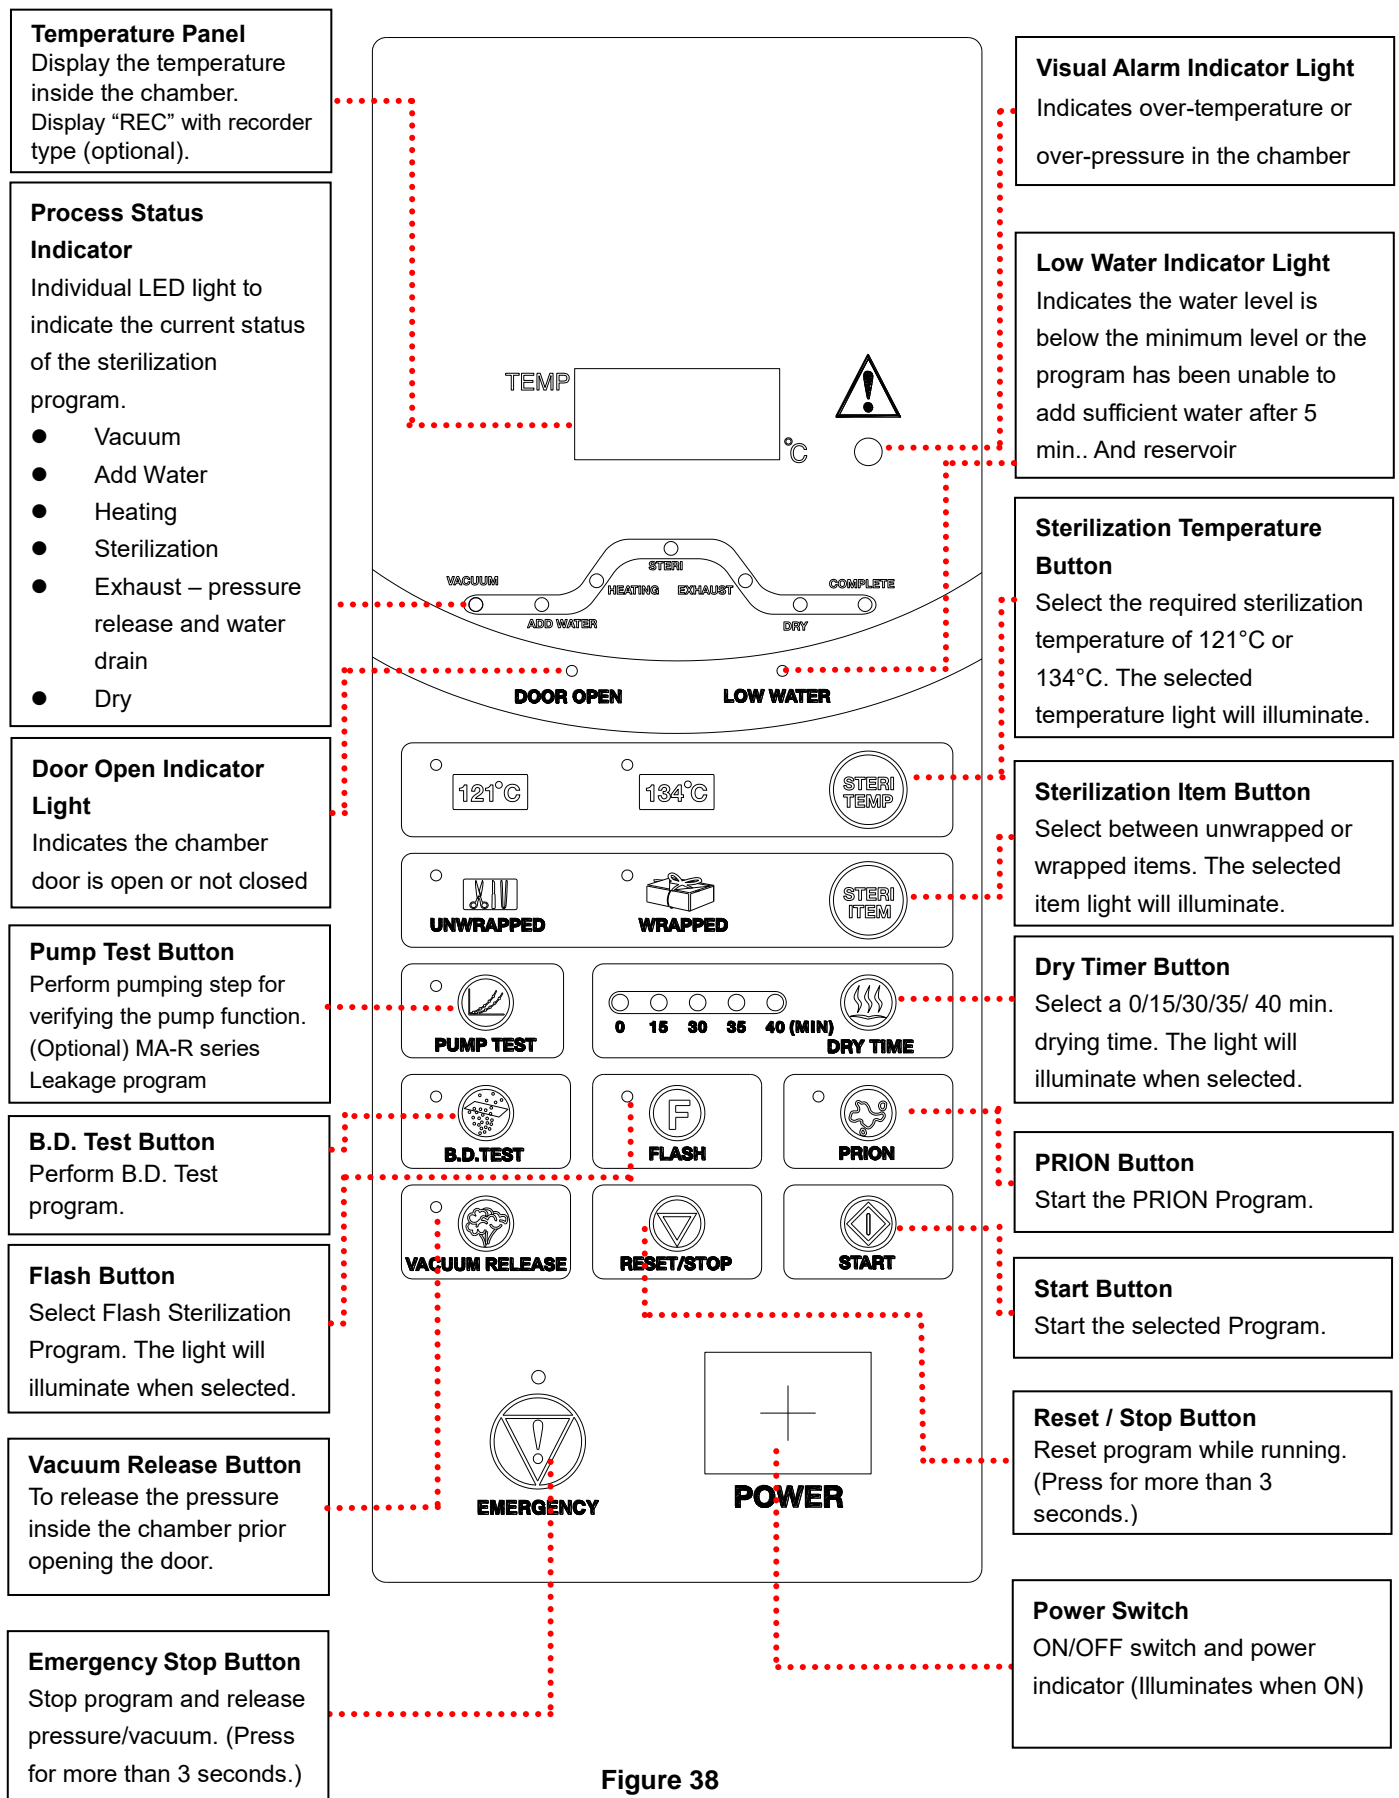 Temperature Panel
Display the temperature
inside the chamber.
Display “REC” with recorder
type (optional).
Process Status
Indicator
Individual LED light to
indicate the current status
of the sterilization
program.
● Vacuum
● Add Water
● Heating
● Sterilization
● Exhaust – pressure
release and water
drain
● Dry
Door Open Indicator
Light
Indicates the chamber
door is open or not closed
Pump Test Button
Perform pumping step for
verifying the pump function.
(Optional) MA-R series
Leakage program
B.D. Test Button
Perform B.D. Test
program.
Flash Button
Select Flash Sterilization
Program. The light will
illuminate when selected.
Vacuum Release Button
To release the pressure
inside the chamber prior
opening the door.
Emergency Stop Button
Stop program and release
pressure/vacuum. (Press
for more than 3 seconds.)
TEMP
°C
VACUUM
ADD WATER
HEATING
STERI
EXHAUST
DRY
COMPLETE
DOOR OPEN
LOW WATER
121°C
134°C
STERI
TEMP
UNWRAPPED
WRAPPED
STERI
ITEM
PUMP TEST
0 15 30 35 40 (MIN)
DRY TIME
B.D.TEST
F
FLASH
PRION
VACUUM RELEASE
RESET/STOP
START
!
EMERGENCY
POWER
Visual Alarm Indicator Light
Indicates over-temperature or
over-pressure in the chamber
Low Water Indicator Light
Indicates the water level is
below the minimum level or the
program has been unable to
add sufficient water after 5
min.. And reservoir
Sterilization Temperature
Button
Select the required sterilization
temperature of 121°C or
134°C. The selected
temperature light will illuminate.
Sterilization Item Button
Select between unwrapped or
wrapped items. The selected
item light will illuminate.
Dry Timer Button
Select a 0/15/30/35/ 40 min.
drying time. The light will
illuminate when selected.
PRION Button
Start the PRION Program.
Start Button
Start the selected Program.
Reset / Stop Button
Reset program while running.
(Press for more than 3
seconds.)
Power Switch
ON/OFF switch and power
indicator (Illuminates when ON)
Figure 38